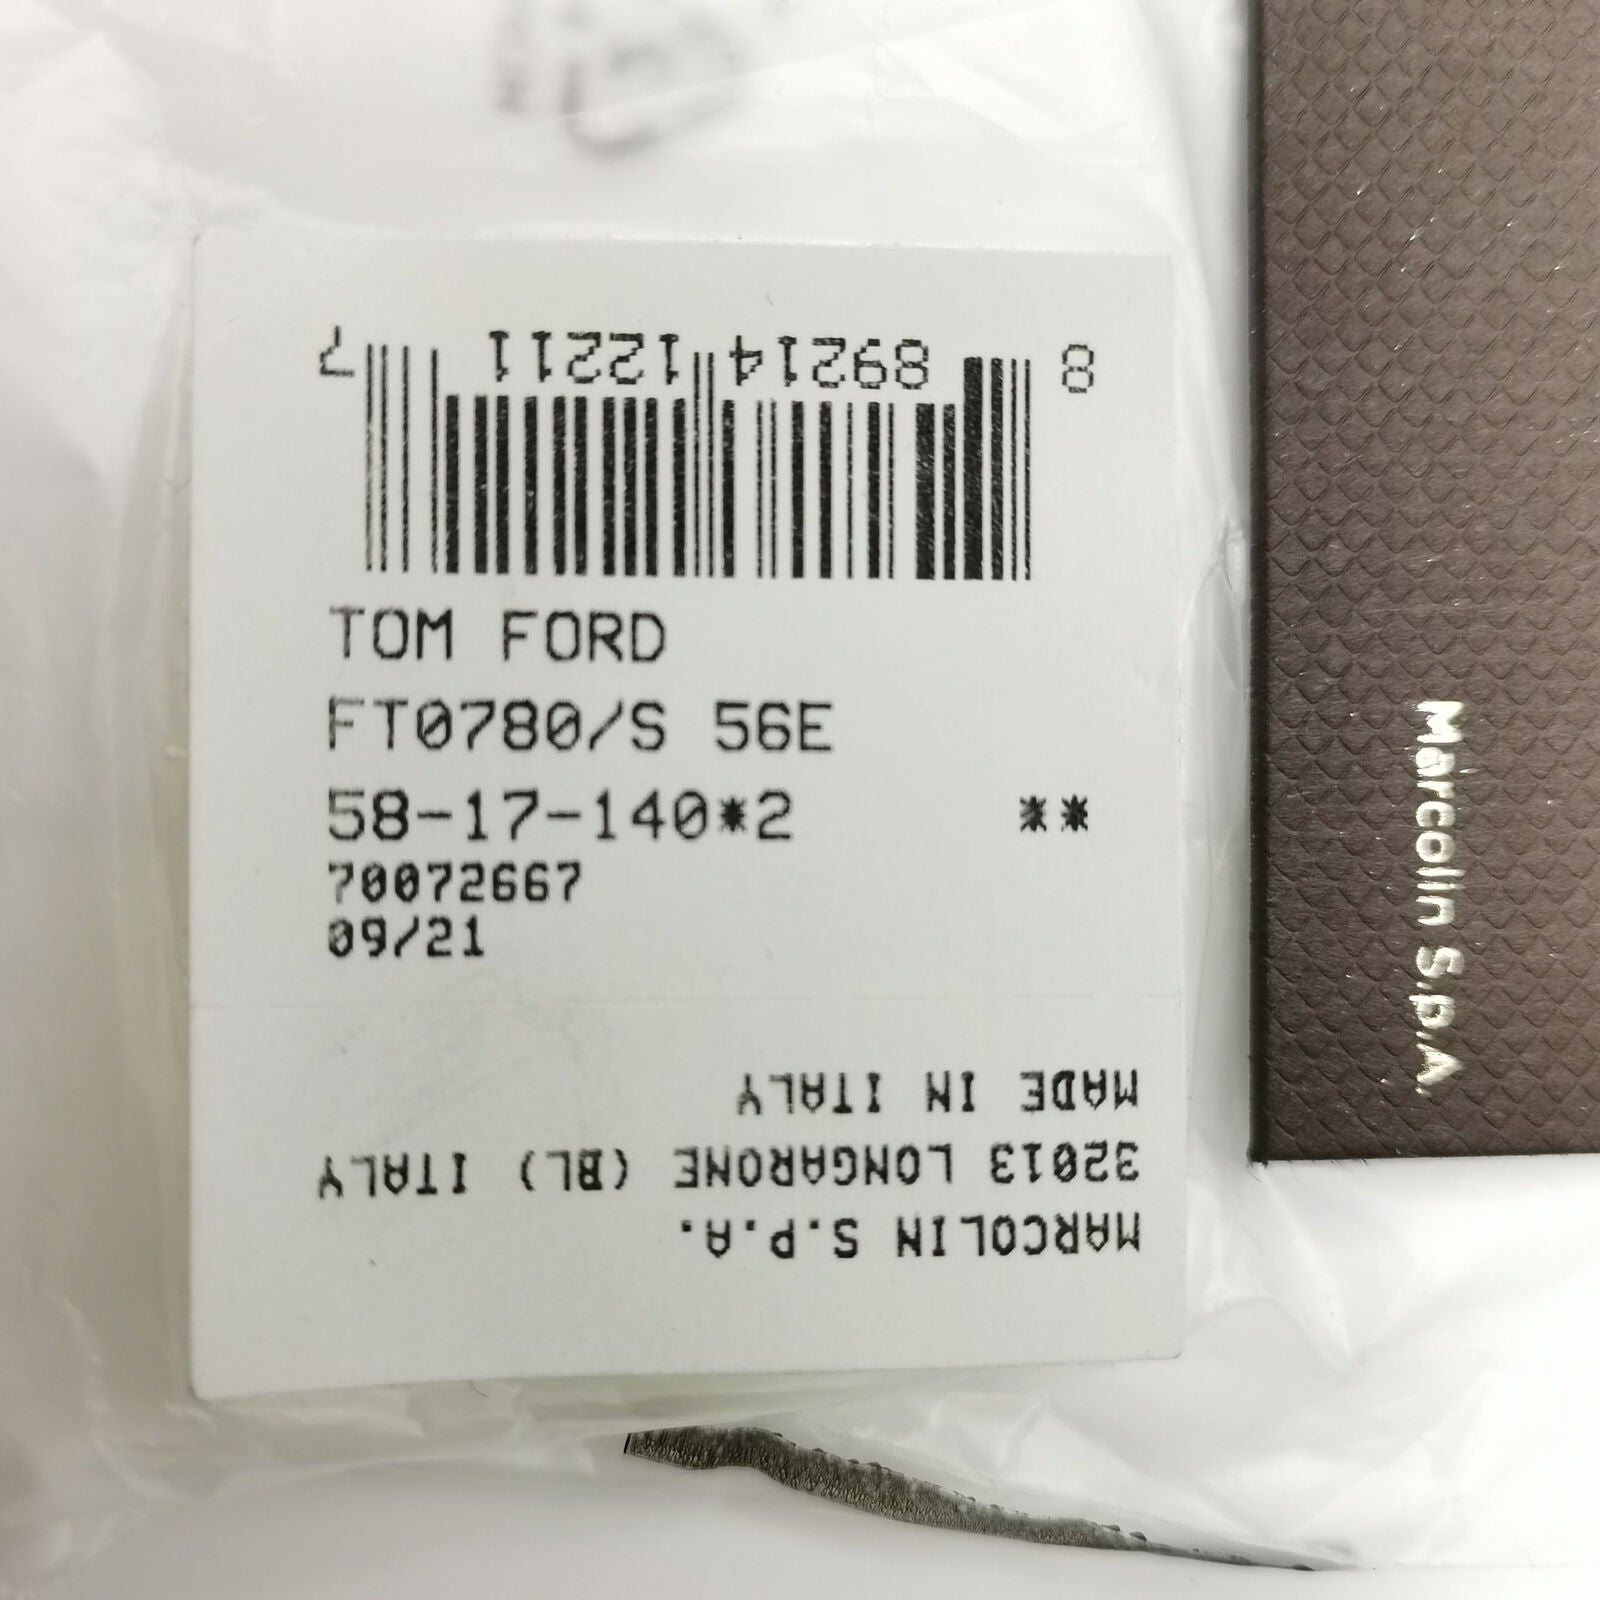 8 89214 12211 7
TOM FORD
FT0780/S 56E
58-17-140*2 **
70072667
09/21
MARCOLIN S.P.A.
32013 LONGARONE (BL) ITALY
MADE IN ITALY
Marcolin S.p.A.